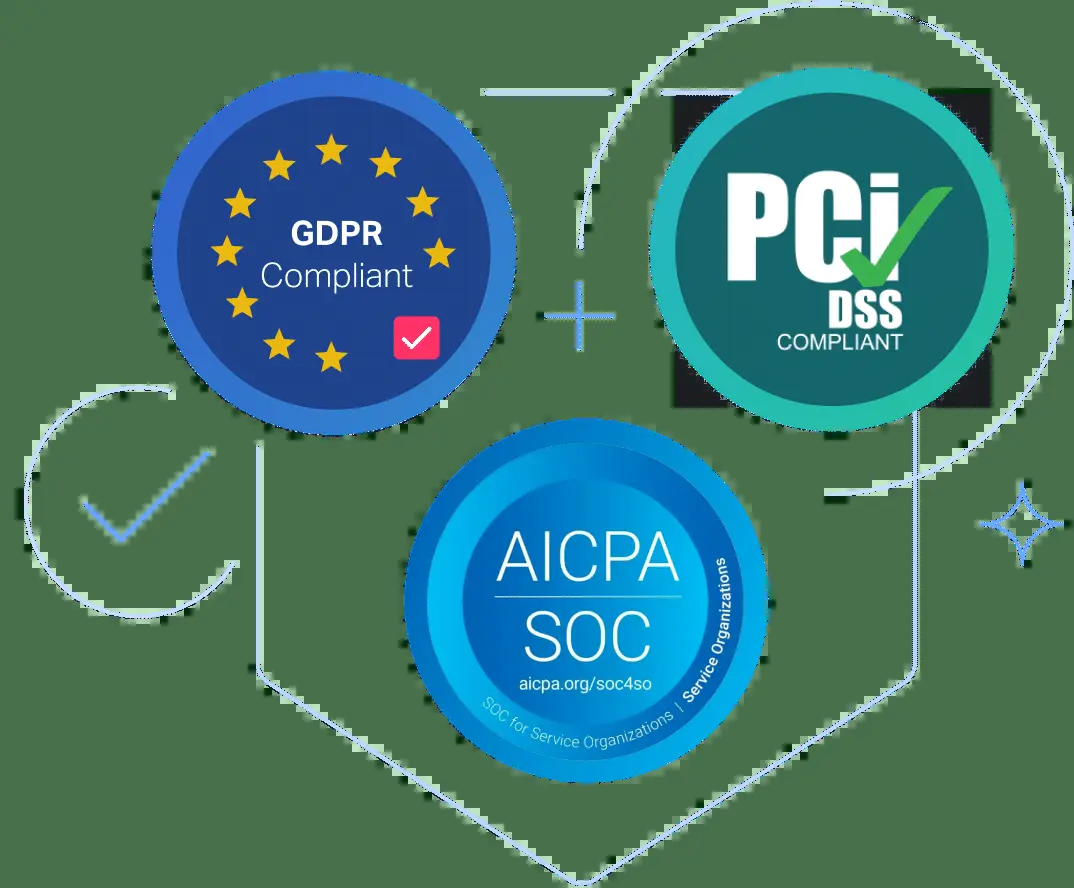 GDPR
Compliant
PCi
DSS
COMPLIANT
AICPA
SOC
aicpa.org/soc4so
SOC for Service Organizations | Service Organizations